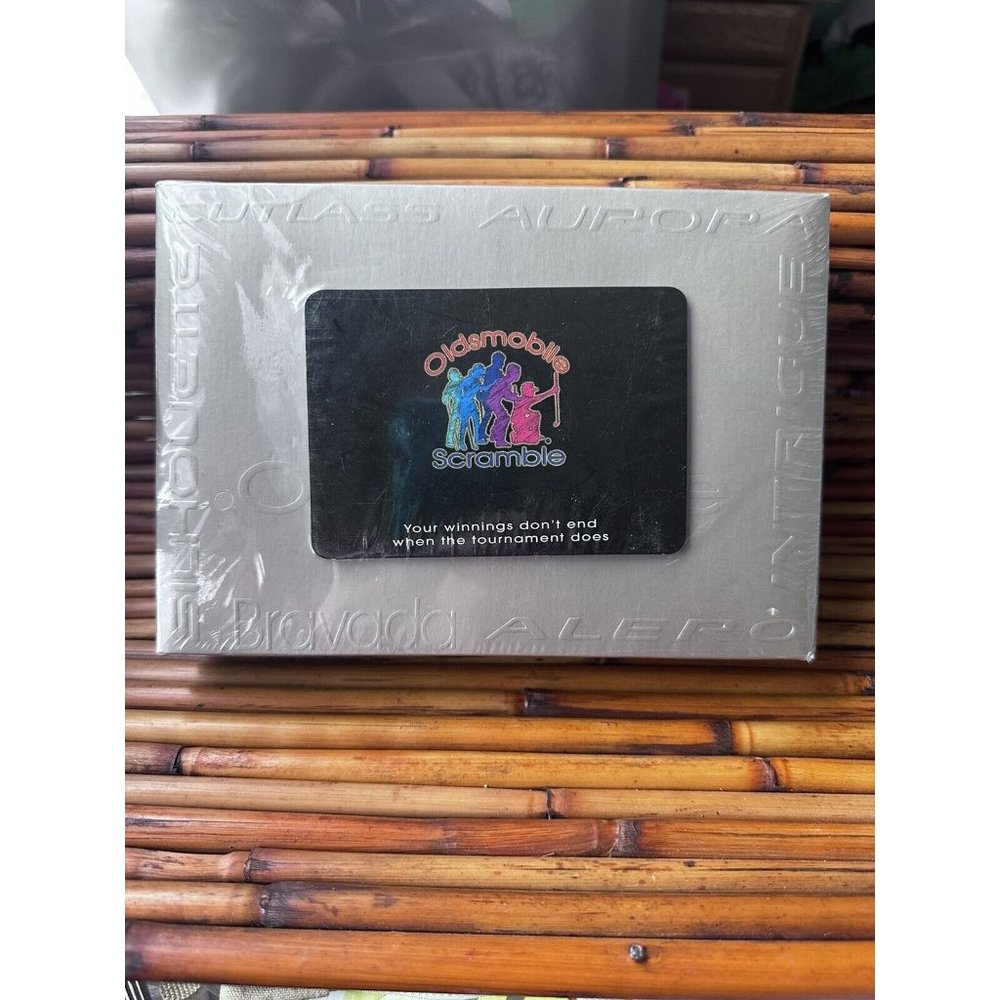 CUTLASS AURORA
SILHOUETTE
INTRIGUE
Oldsmobile
Scramble
Your winnings don't end
when the tournament does
Bravada ALERO